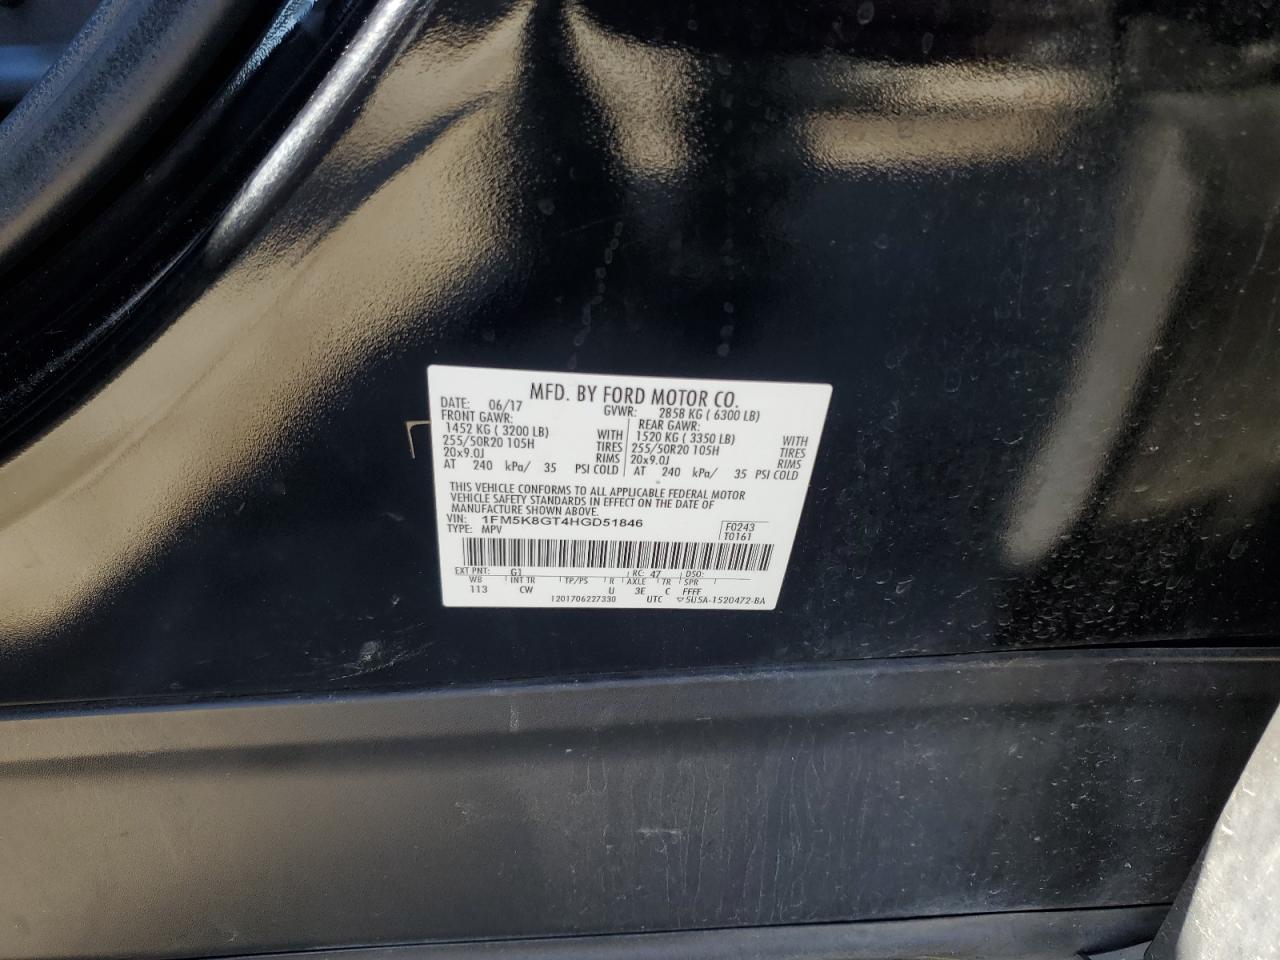 MFD. BY FORD MOTOR CO.
DATE: 06/17 GVWR: 2858 KG ( 6300 LB)
FRONT GAWR: REAR GAWR:
1452 KG ( 3200 LB) WITH 1520 KG ( 3350 LB) WITH
255/50R20 105H TIRES 255/50R20 105H TIRES
20x9.0J RIMS 20x9.0J RIMS
AT 240 kPa/ 35 PSI COLD AT 240 kPa/ 35 PSI COLD
THIS VEHICLE CONFORMS TO ALL APPLICABLE FEDERAL MOTOR
VEHICLE SAFETY STANDARDS IN EFFECT ON THE DATE OF
MANUFACTURE SHOWN ABOVE.
VIN: 1FM5K8GT4HGD51846 F0243
TYPE: MPV T0161
EXT PNT: G1 RC: 47 DSO:
WB INT TR TP/PS R AXLE TR SPR
113 CW U 3E C FFFF
1201706227330 UTC ▽5U5A-1520472-BA